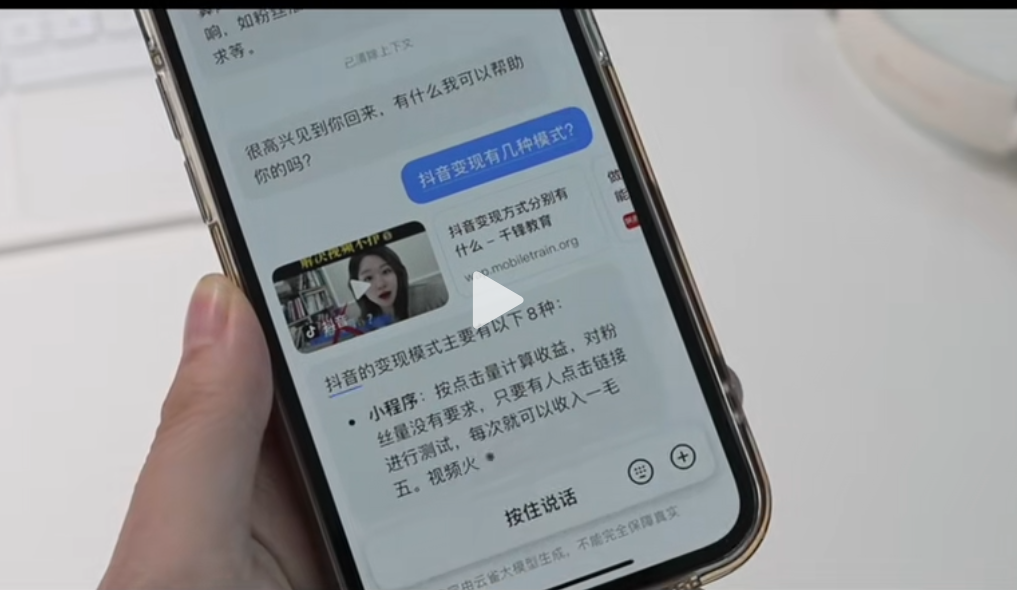 响，如粉丝
求等。
已清除上下文
很高兴见到你回来，有什么我可以帮助
你的吗？
抖音变现有几种模式？
解决视频不
抖音变现方式分别有
什么 – 千锋教育
mobiletrain.org
做
能
抖音的变现模式主要有以下8种：
• 小程序：按点击量计算收益，对粉
丝量没有要求，只要有人点击链接
进行测试，每次就可以收入一毛
五。视频火
按住说话
由云雀大模型生成，不能完全保障真实